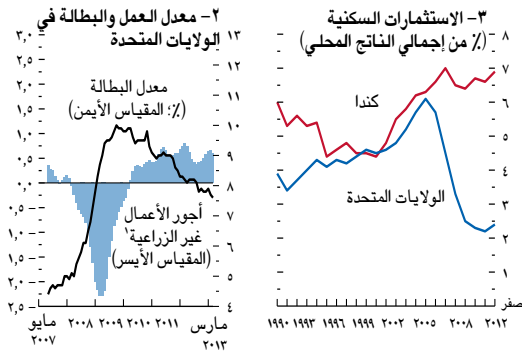 ٣- الاستثمارات السكنية
(٪ من إجمالي الناتج المحلي)
٨
٧
٦
٥
٤
٣
٢
صفر
كندا
الولايات المتحدة
١٩٩٠ ١٩٩٣ ١٩٩٦ ١٩٩٩ ٢٠٠٢ ٢٠٠٥ ٢٠٠٨ ٢٠١٢
٢- معدل العمل والبطالة في
الولايات المتحدة
١٣
١٢
١١
١٠
٩
٨
٧
٦
٥
٤
٣,٠
٢,٥
٢,٠
١,٥
١,٠
٠,٥
٠,٠
٠,٥-
١,٠-
١,٥-
٢,٠-
٢,٥-
معدل البطالة
(٪؛ المقياس الأيمن)
أجور الأعمال
غير الزراعية١
(المقياس الأيسر)
مايو ٢٠٠٨ ٢٠٠٩ ٢٠١٠ ٢٠١١ مارس
٢٠٠٧ ٢٠١٣